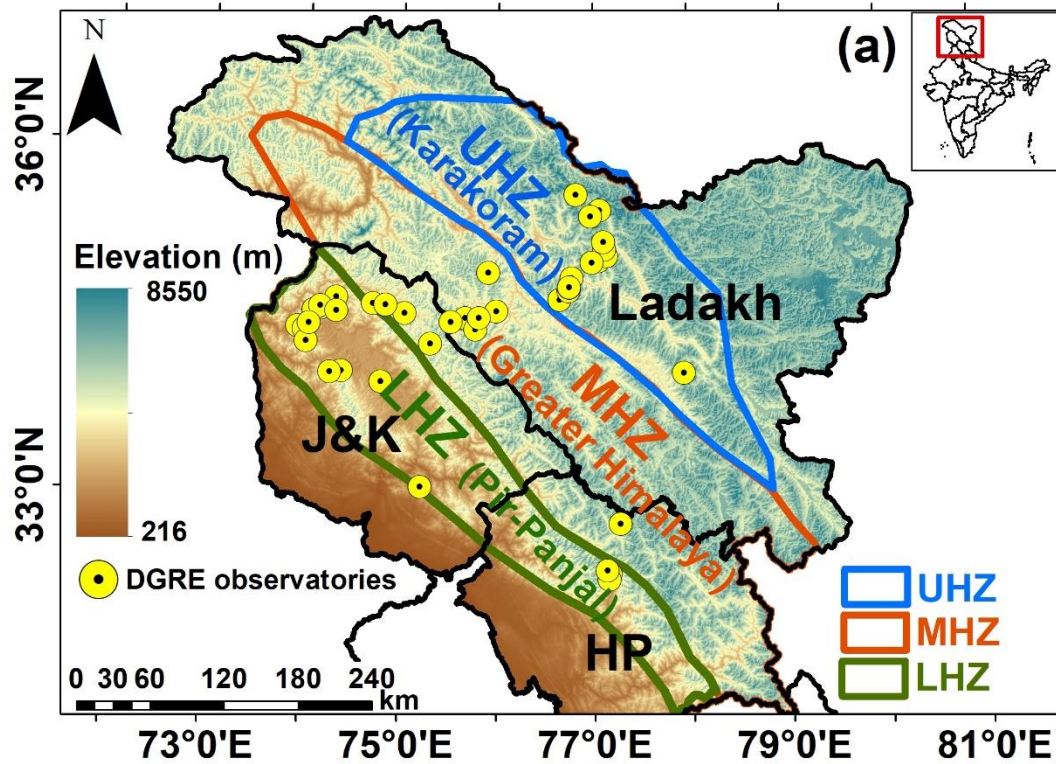 N
(a)
36°0'N
33°0'N
UHZ
(Karakoram)
Elevation (m)
8550
216
Ladakh
MHZ
(Greater Himalaya)
LHZ (Pir-Panjal)
J&K
HP
DGRE observatories
UHZ
MHZ
LHZ
0 30 60 120 180 240
km
73°0'E 75°0'E 77°0'E 79°0'E 81°0'E